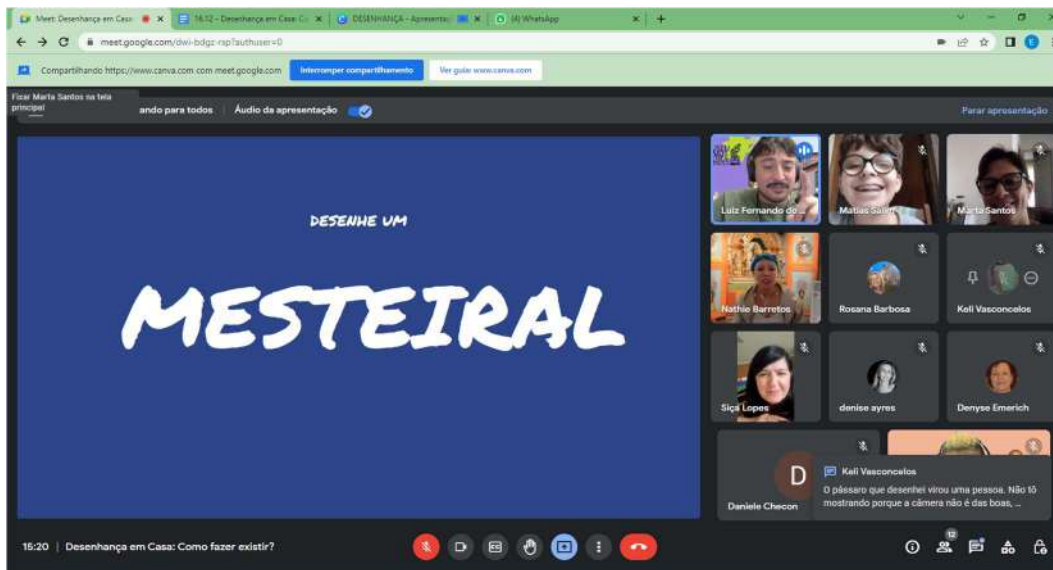 Meet: Desenhança em Casa:
16.12 - Desenhança em Casa: Co
DESENHANÇA - Apresentaç
(4) WhatsApp
meet.google.com/dwi-bdgz-rsp?authuser=0
Compartilhando https://www.canva.com com meet.google.com
Interromper compartilhamento
Ver guia: www.canva.com
Fixar Marta Santos na tela
principal
ando para todos
Áudio da apresentação
Parar apresentação
DESENHE UM
MESTEIRAL
Luiz Fernando de ...
Matias
Marta Santos
Nathie Barretos
Rosana Barbosa
Keli Vasconcelos
Siça Lopes
denise ayres
Denyse Emerich
D
Daniele Checon
Keli Vasconcelos
O pássaro que desenhei virou uma pessoa. Não tô
mostrando porque a câmera não é das boas, ...
15:20 | Desenhança em Casa: Como fazer existir?
12